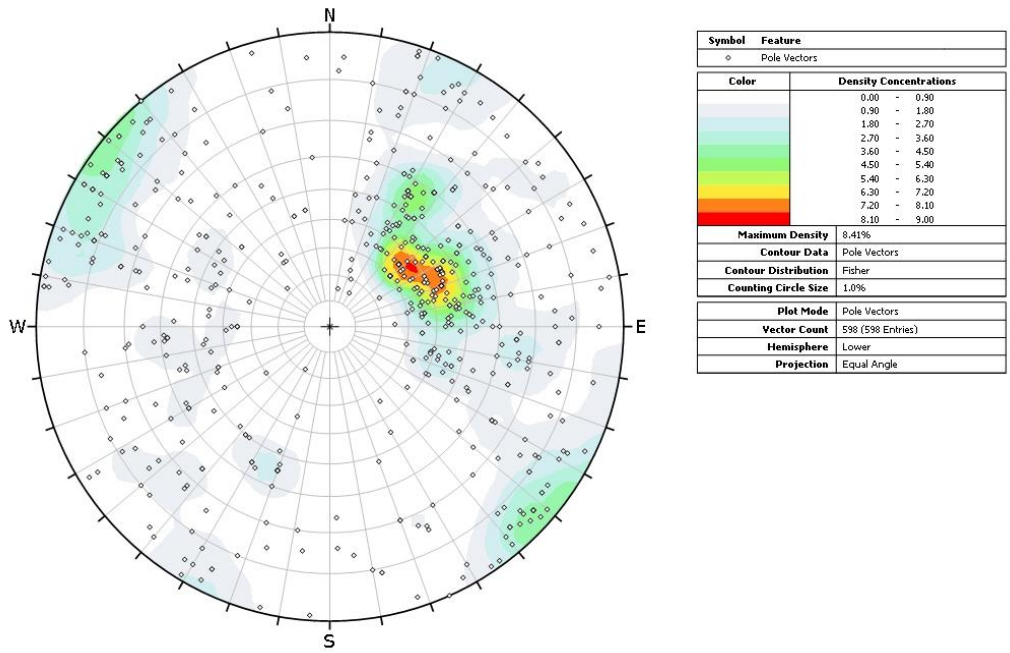 N
W
E
S
Symbol Feature
Pole Vectors
Color Density Concentrations
0.00 - 0.90
0.90 - 1.80
1.80 - 2.70
2.70 - 3.60
3.60 - 4.50
4.50 - 5.40
5.40 - 6.30
6.30 - 7.20
7.20 - 8.10
8.10 - 9.00
Maximum Density 8.41%
Contour Data Pole Vectors
Contour Distribution Fisher
Counting Circle Size 1.0%
Plot Mode Pole Vectors
Vector Count 598 (598 Entries)
Hemisphere Lower
Projection Equal Angle